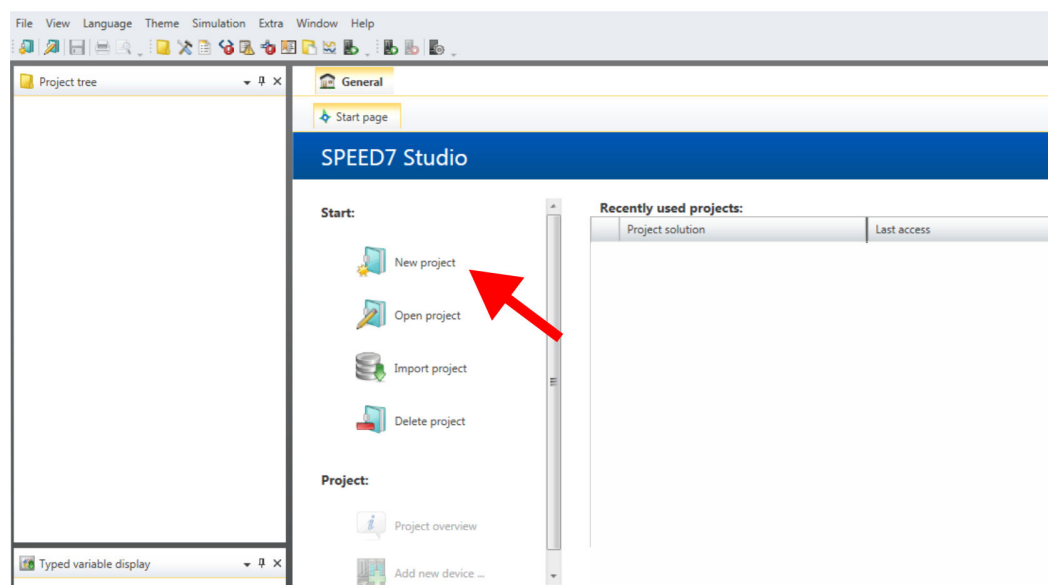 File View Language Theme Simulation Extra Window Help
Project tree
General
Start page
SPEED7 Studio
Start:
New project
Open project
Import project
Delete project
Project:
Project overview
Add new device ...
Recently used projects:
Project solution Last access
Typed variable display